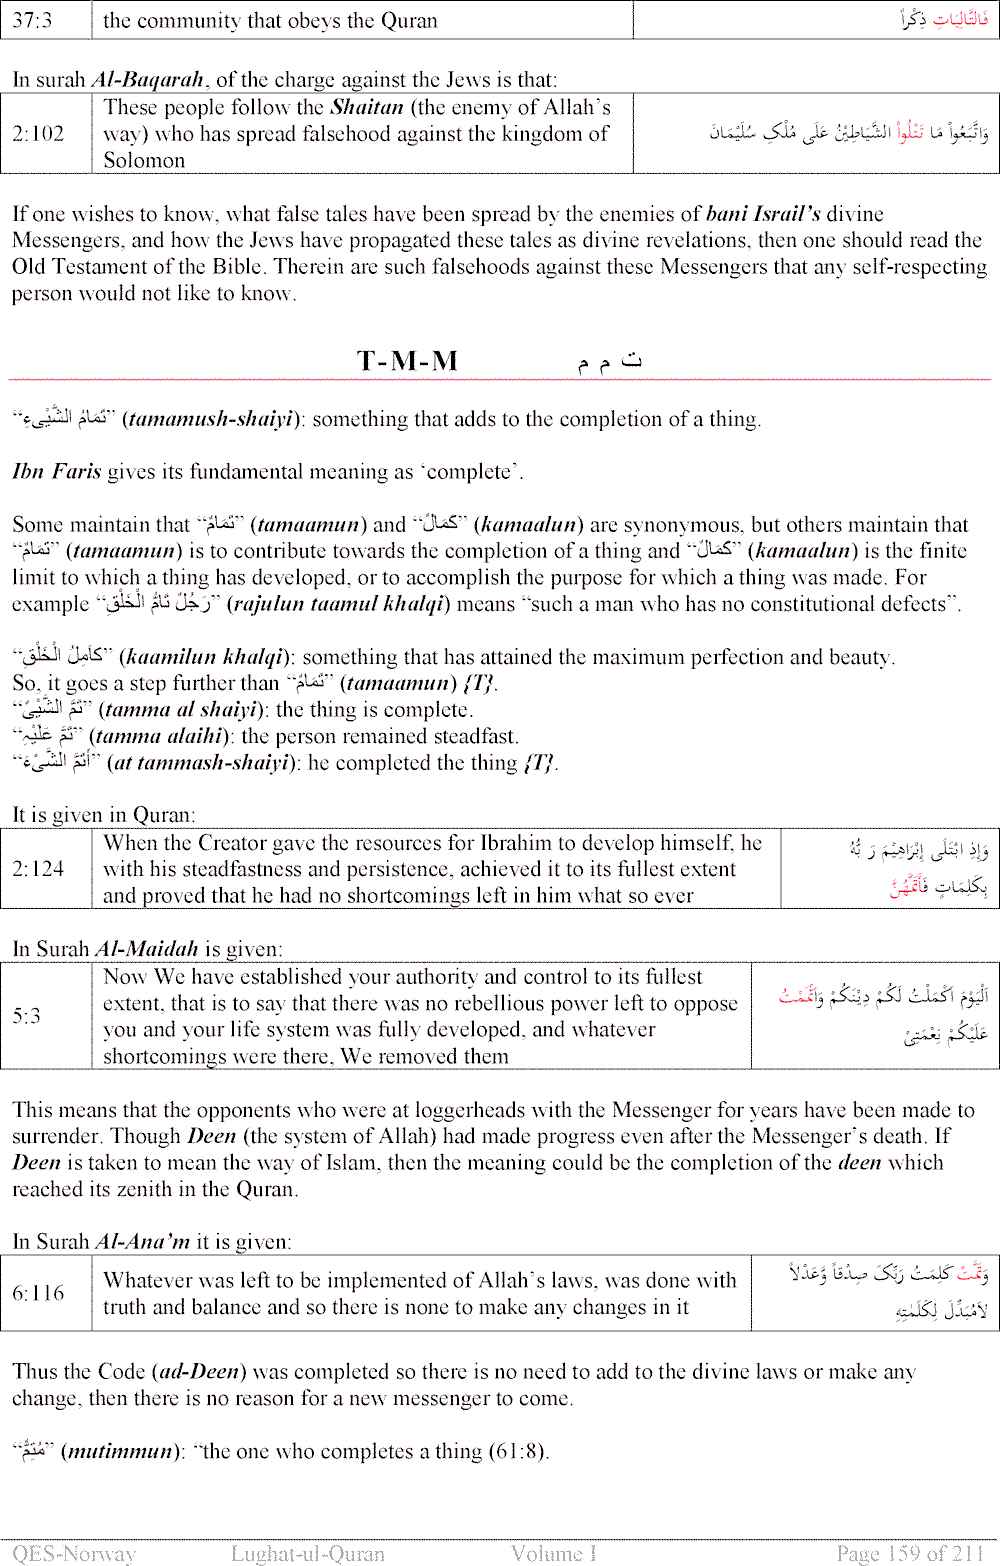 37:3 the community that obeys the Quran فَالتَّالِيَاتِ ذِكْراً
In surah Al-Baqarah, of the charge against the Jews is that:
These people follow the Shaitan (the enemy of Allah's
2:102 way) who has spread falsehood against the kingdom of وَاتَّبَعُواْ مَا تَتْلُواْ الشَّيَاطِيْنُ عَلَى مُلْكِ سُلَيْمَانَ
Solomon
If one wishes to know, what false tales have been spread by the enemies of bani Israil's divine
Messengers, and how the Jews have propagated these tales as divine revelations, then one should read the
Old Testament of the Bible. Therein are such falsehoods against these Messengers that any self-respecting
person would not like to know.
T-M-M ت م م
“تَمَامُ الشَّيْءِ” (tamamush-shaiyi): something that adds to the completion of a thing.
Ibn Faris gives its fundamental meaning as ‘complete’.
Some maintain that “تَمَامٌ” (tamaamun) and “كَمَالٌ” (kamaalun) are synonymous, but others maintain that
“تَمَامٌ” (tamaamun) is to contribute towards the completion of a thing and “كَمَالٌ” (kamaalun) is the finite
limit to which a thing has developed, or to accomplish the purpose for which a thing was made. For
example “رَجُلٌ تَامُّ الْخَلْقِ” (rajulun taamul khalqi) means “such a man who has no constitutional defects”.
“كَامِلُ الْخَلْقِ” (kaamilun khalqi): something that has attained the maximum perfection and beauty.
So, it goes a step further than “تَمَامٌ” (tamaamun) {T}.
“تَمَّ الشَّيْئُ” (tamma al shaiyi): the thing is complete.
“تَمَّ عَلَيْہِ” (tamma alaihi): the person remained steadfast.
“أَتَمَّ الشَّىْءَ” (at tammash-shaiyi): he completed the thing {T}.
It is given in Quran:
When the Creator gave the resources for Ibrahim to develop himself, he وَإِذِ ابْتَلَى إِبْرَاهِيْمَ رَ بُّهُ
2:124 with his steadfastness and persistence, achieved it to its fullest extent
and proved that he had no shortcomings left in him what so ever بِكَلِمَاتٍ فَأَتَمَّهُنَّ
In Surah Al-Maidah is given:
Now We have established your authority and control to its fullest
extent, that is to say that there was no rebellious power left to oppose اَلْيَوْمَ اَكْمَلْتُ لَكُمْ دِيْنَكُمْ وَاَتْمَمْتُ
5:3 you and your life system was fully developed, and whatever عَلَيْكُمْ نِعْمَتِىْ
shortcomings were there, We removed them
This means that the opponents who were at loggerheads with the Messenger for years have been made to
surrender. Though Deen (the system of Allah) had made progress even after the Messenger's death. If
Deen is taken to mean the way of Islam, then the meaning could be the completion of the deen which
reached its zenith in the Quran.
In Surah Al-Ana'm it is given:
6:116 Whatever was left to be implemented of Allah's laws, was done with وَتَمَّتْ كَلِمَتُ رَبِّكَ صِدْقاً وَّعَدْلاً
truth and balance and so there is none to make any changes in it لاَمُبَدِّلَ لِكَلَمٰتِهِ
Thus the Code (ad-Deen) was completed so there is no need to add to the divine laws or make any
change, then there is no reason for a new messenger to come.
“مُتِمٌّ” (mutimmun): “the one who completes a thing (61:8).
QES-Norway Lughat-ul-Quran Volume I Page 159 of 211